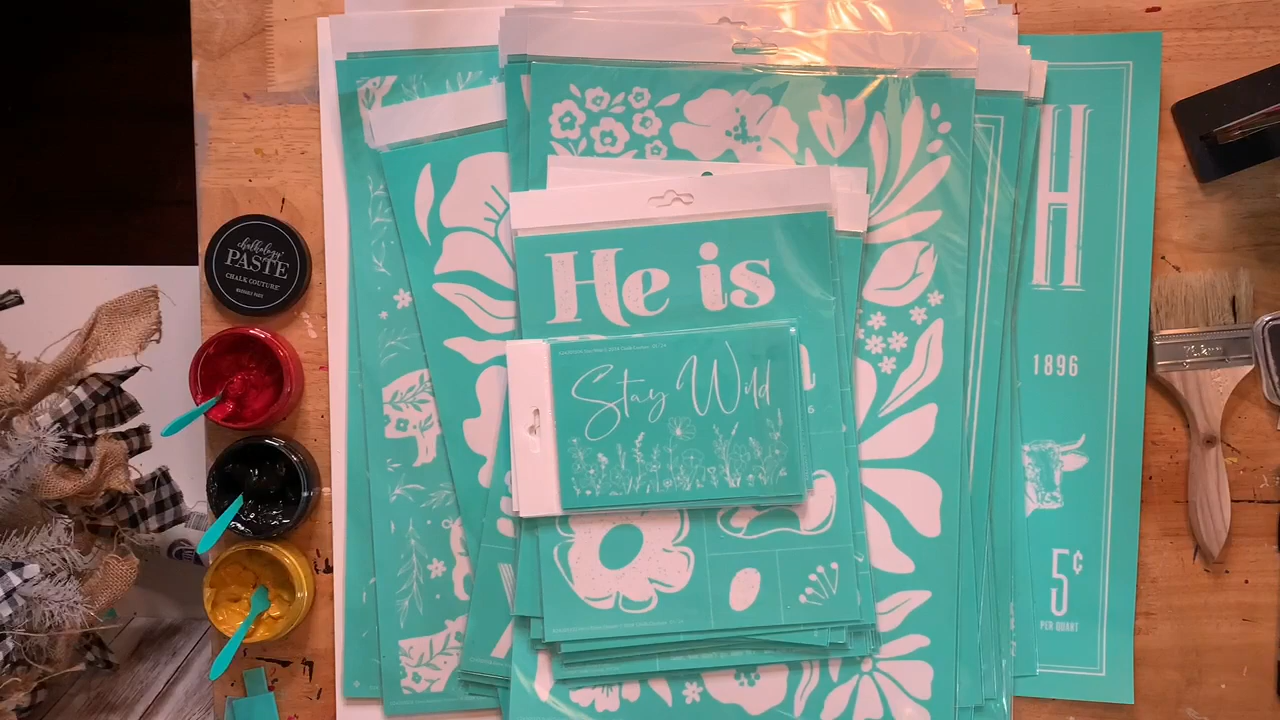 chalkology
PASTE
CHALK COUTURE
He is
Stay Wild
H
1896
5¢
PER QUART